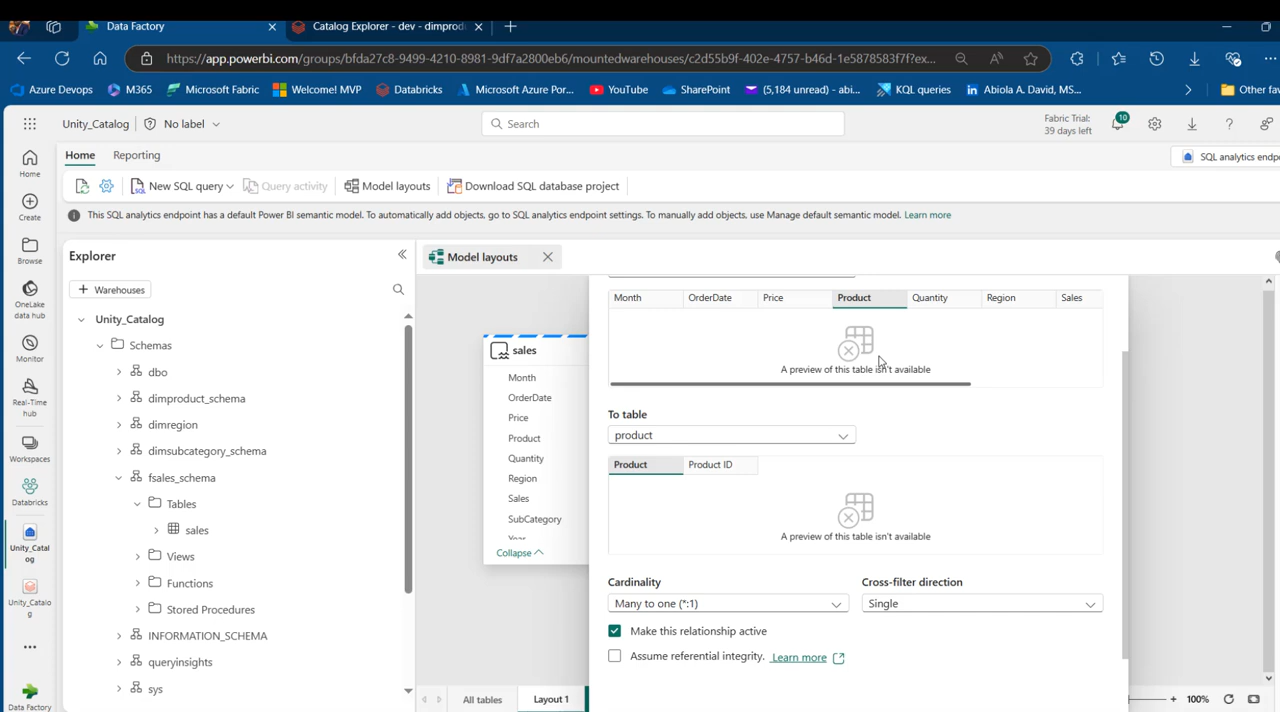 Data Factory
Catalog Explorer - dev - dimprod
https://app.powerbi.com/groups/bfda27c8-9499-4210-8981-9df7d2800eb6/mountedwarehouses/c2d55b9f-402e-4757-b46d-1e5878583f7f?ex...
Azure Devops
M365
Microsoft Fabric
Welcome! MVP
Databricks
Microsoft Azure Por...
YouTube
SharePoint
(5,184 unread) - abi...
KQL queries
Abiola A. David, MS...
Other fav
Unity_Catalog
No label
Search
Fabric Trial:
39 days left
10
Home
Reporting
SQL analytics endp
New SQL query
Query activity
Model layouts
Download SQL database project
This SQL analytics endpoint has a default Power BI semantic model. To automatically add objects, go to SQL analytics endpoint settings. To manually add objects, use Manage default semantic model. Learn more
Home
Create
Browse
OneLake
data hub
Monitor
Real-Time
hub
Workspaces
Databricks
Unity_Catal
og
Unity_Catalo
g
Data Factory
Explorer
+ Warehouses
Unity_Catalog
Schemas
dbo
dimproduct_schema
dimregion
dimsubcategory_schema
fsales_schema
Tables
sales
Views
Functions
Stored Procedures
INFORMATION_SCHEMA
queryinsights
sys
Model layouts
sales
Month
OrderDate
Price
Product
Quantity
Region
Sales
SubCategory
Year
Collapse
Month OrderDate Price Product Quantity Region Sales
A preview of this table isn't available
To table
product
Product Product ID
A preview of this table isn't available
Cardinality
Many to one (*:1)
Cross-filter direction
Single
Make this relationship active
Assume referential integrity. Learn more
All tables
Layout 1
100%